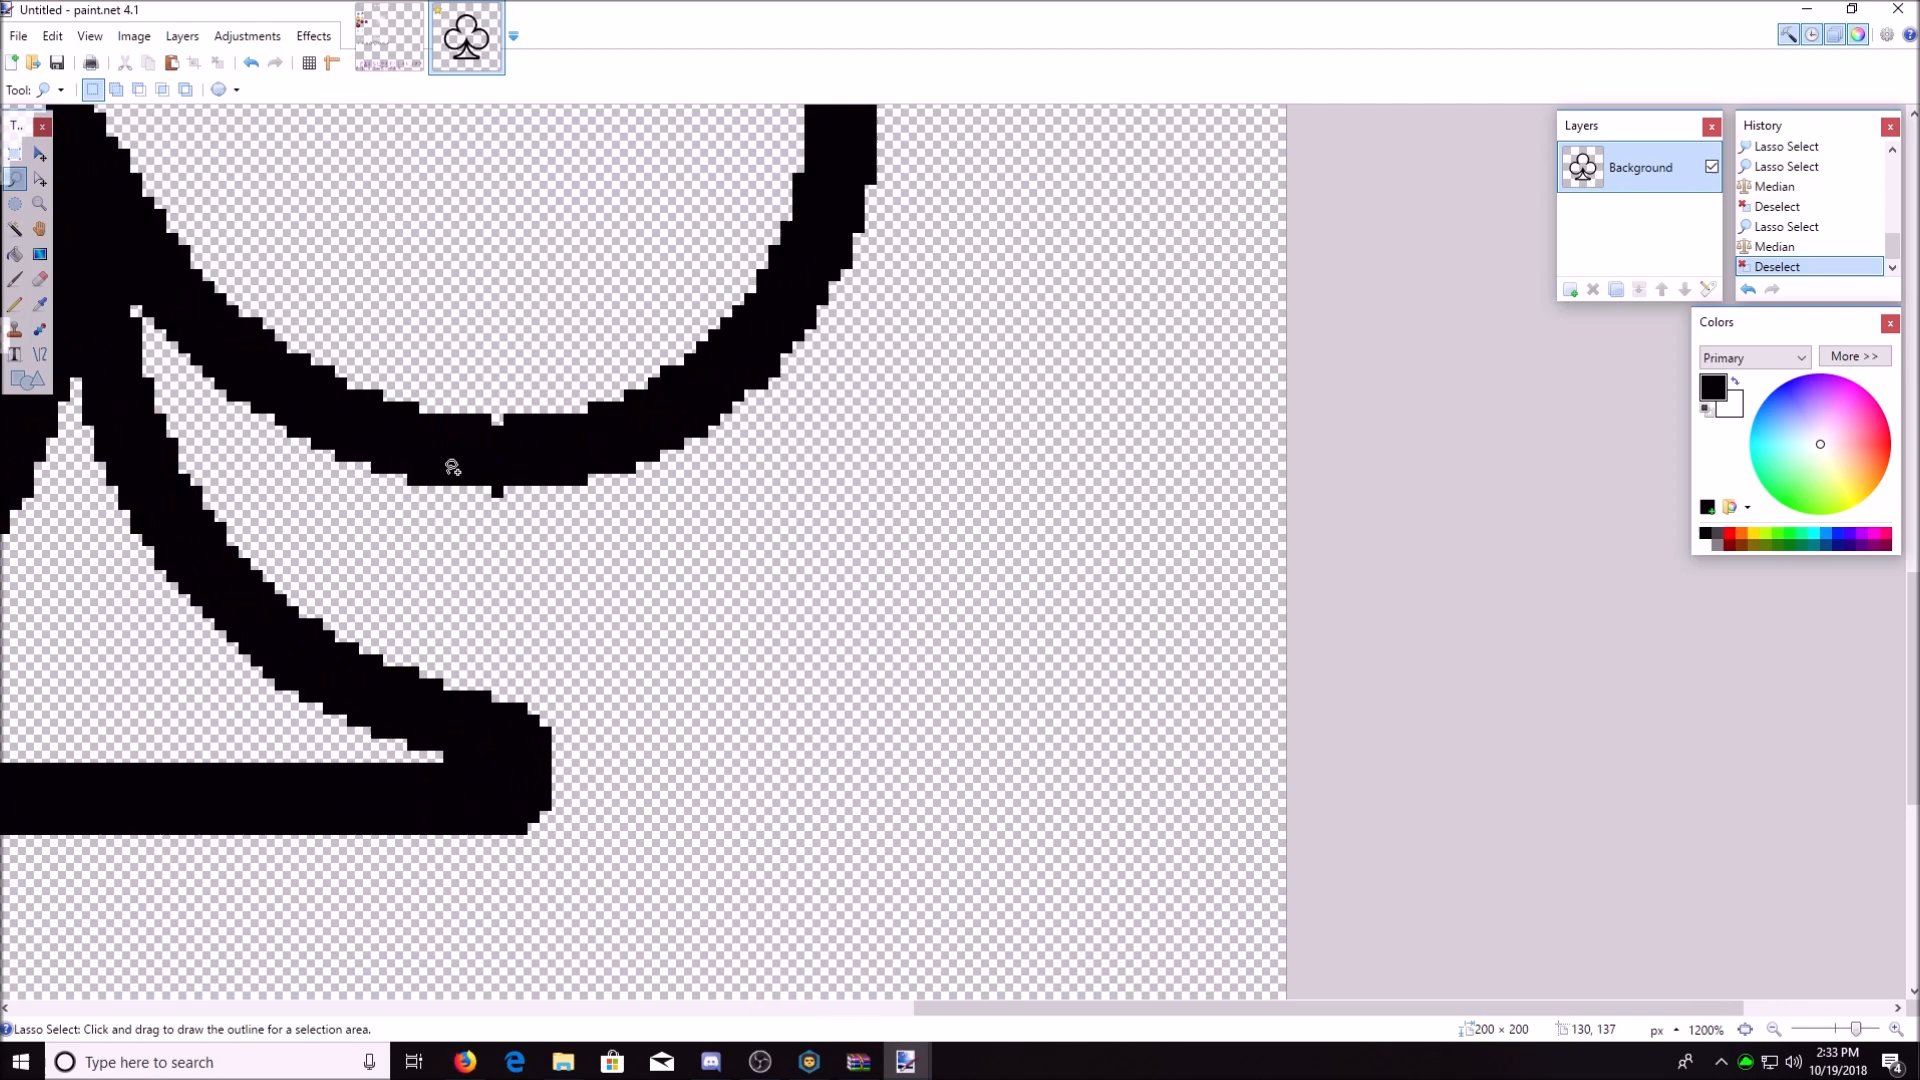 Untitled - paint.net 4.1
File Edit View Image Layers Adjustments Effects
Tool:
T..
Layers
Background
History
Lasso Select
Lasso Select
Median
Deselect
Lasso Select
Median
Deselect
Colors
Primary
More >>
Lasso Select: Click and drag to draw the outline for a selection area.
200 × 200
130, 137
px
1200%
Type here to search
2:33 PM
10/19/2018
4